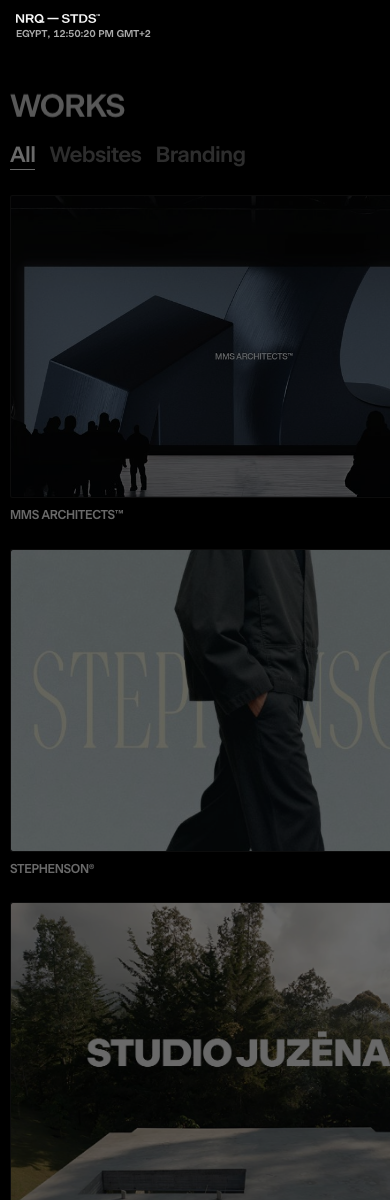 NRQ — STDS™
EGYPT, 12:50:20 PM GMT+2
WORKS
All Websites Branding
MMS ARCHITECTS™
MMS ARCHITECTS™
STEPHENSO
STEPHENSON®
STUDIO JUZĖNA